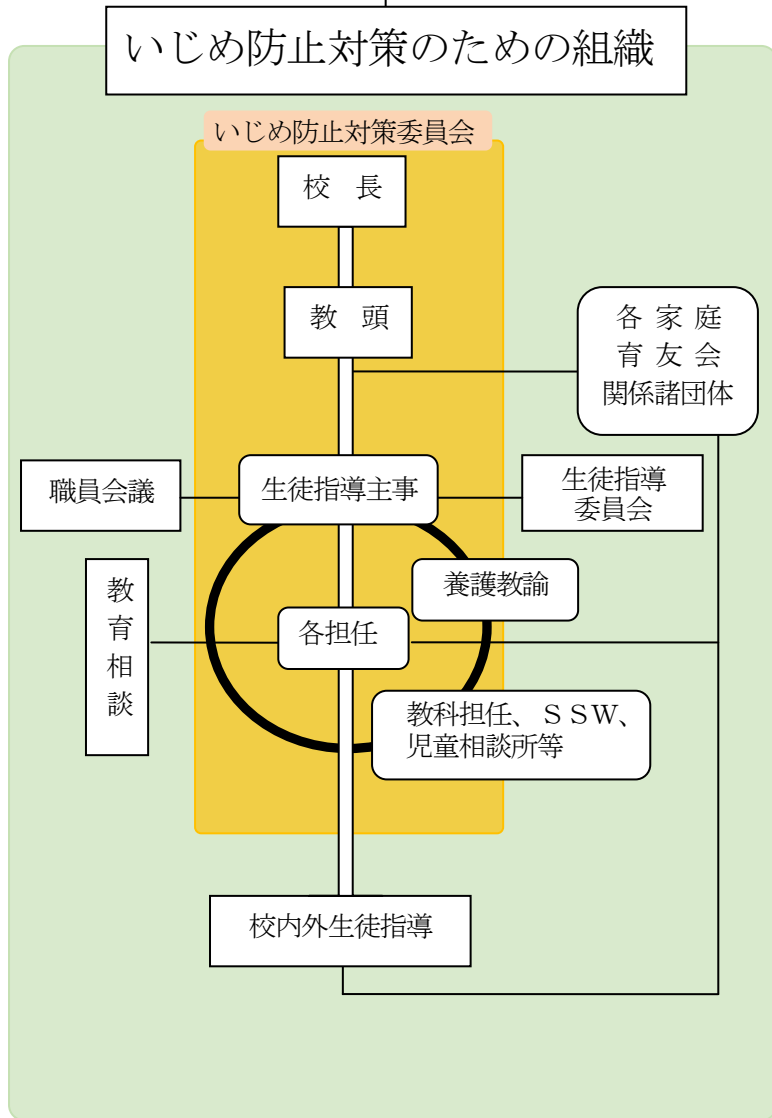 いじめ防止対策のための組織
いじめ防止対策委員会
校　長
教　頭
各 家 庭
育 友 会
関係諸団体
職員会議
生徒指導主事
生徒指導
委員会
養護教諭
教育相談
各担任
教科担任、ＳＳＷ、
児童相談所等
校内外生徒指導